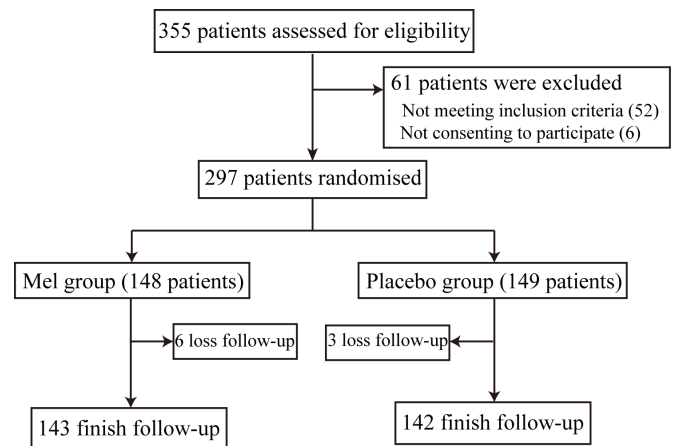 355 patients assessed for eligibility
61 patients were excluded
Not meeting inclusion criteria (52)
Not consenting to participate (6)
297 patients randomised
Mel group (148 patients)
Placebo group (149 patients)
6 loss follow-up
3 loss follow-up
143 finish follow-up
142 finish follow-up